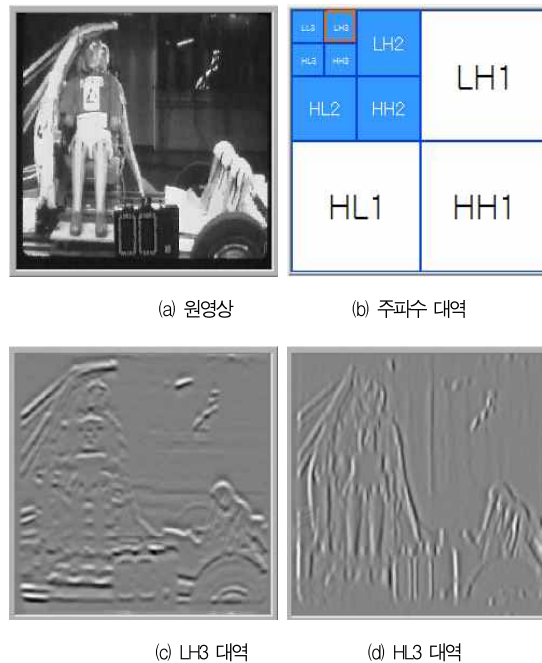 LL3 LH3 LH2 LH1
HL3 HH3
HL2 HH2
HL1 HH1
(a) 원영상 (b) 주파수 대역
(c) LH3 대역 (d) HL3 대역